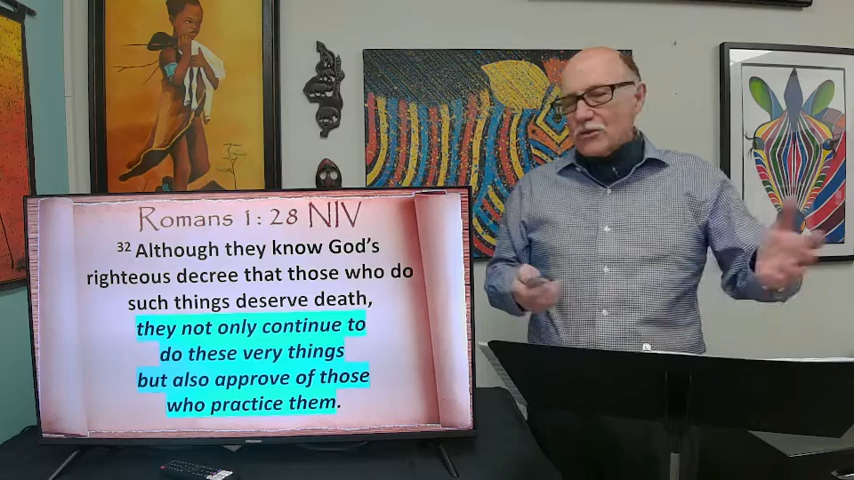 Romans 1: 28 NIV
32 Although they know God's
righteous decree that those who do
such things deserve death,
they not only continue to
do these very things
but also approve of those
who practice them.